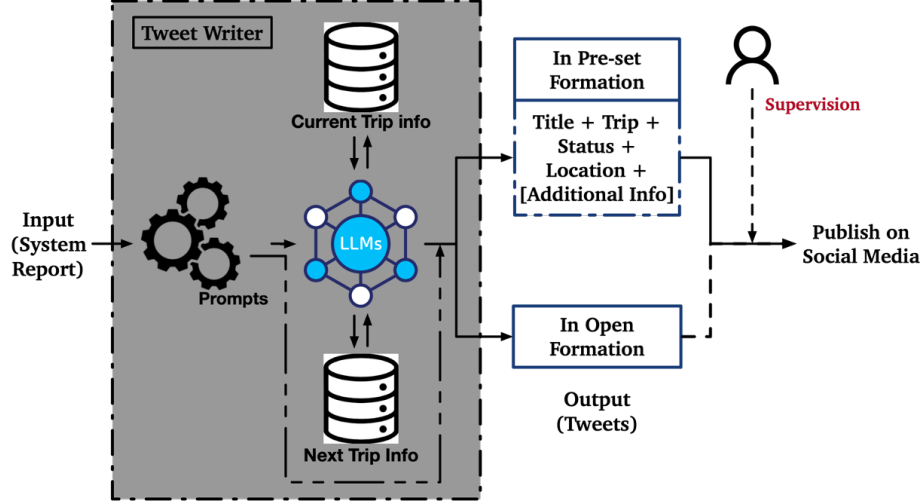 Tweet Writer
Current Trip info
Input
(System
Report)
Prompts
LLMs
Next Trip Info
In Pre-set
Formation
Title + Trip +
Status +
Location +
[Additional Info]
In Open
Formation
Output
(Tweets)
Supervision
Publish on
Social Media